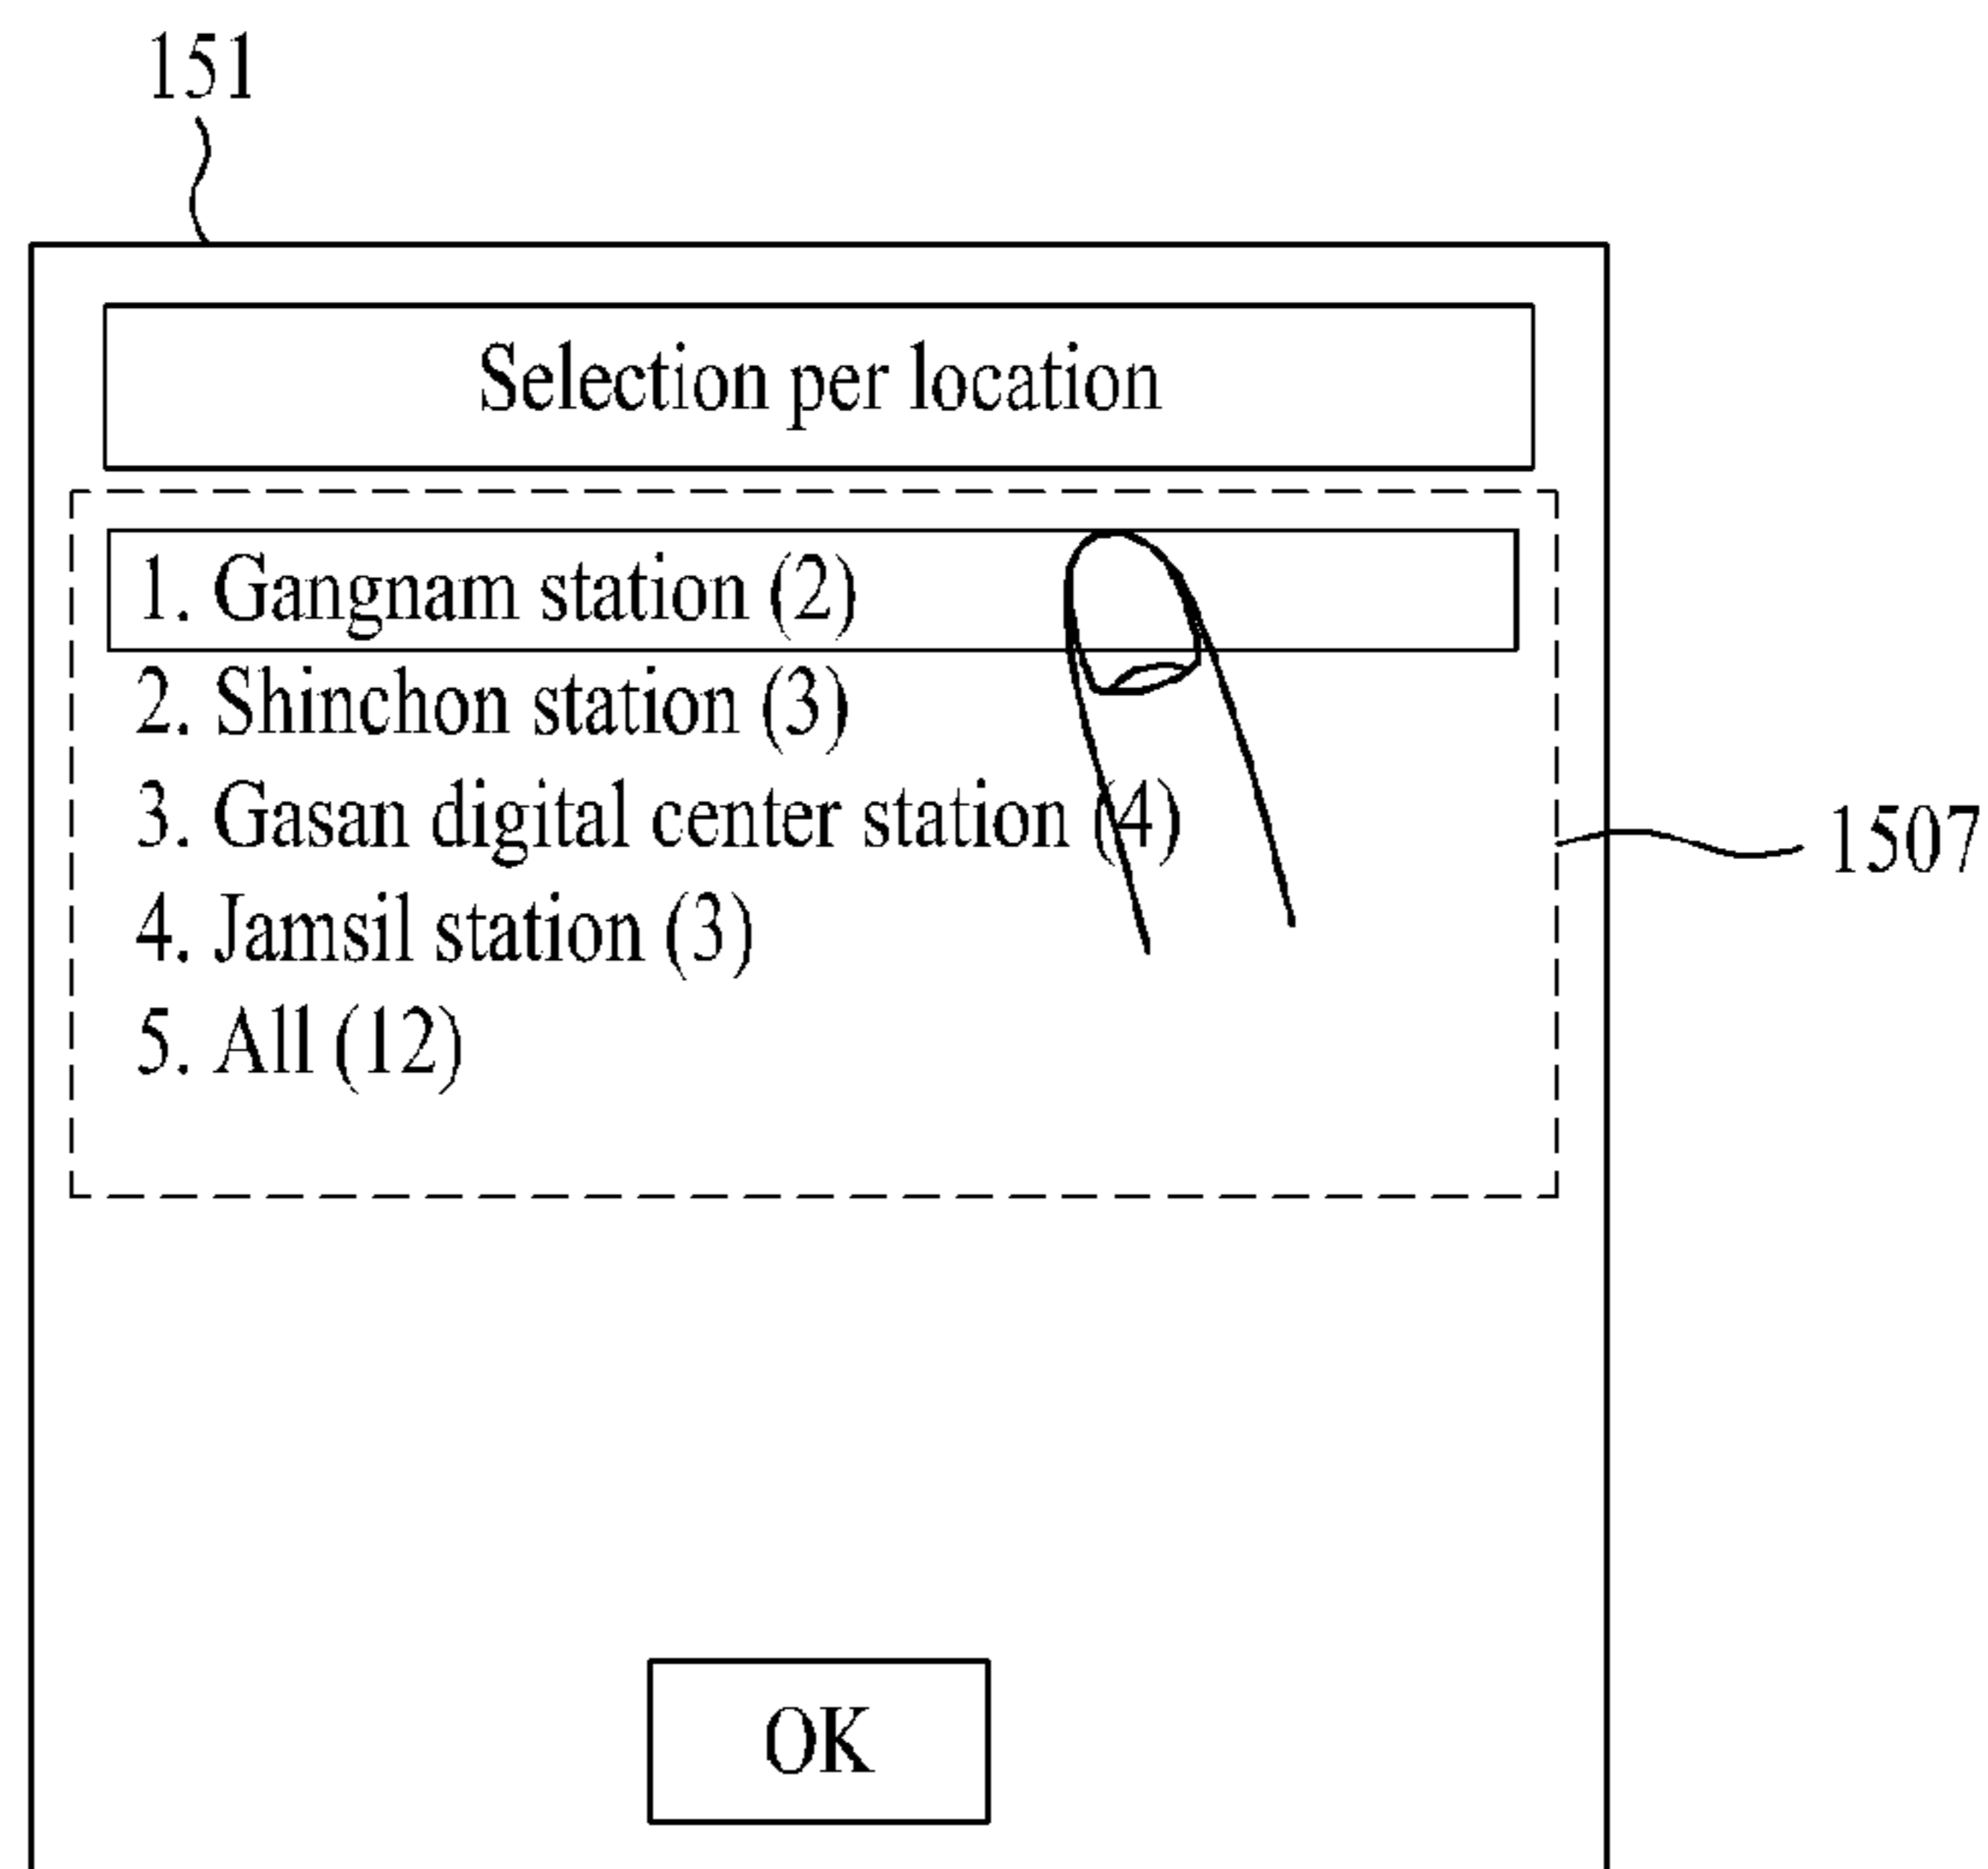 151
Selection per location
1. Gangnam station (2)
2. Shinchon station (3)
3. Gasan digital center station (4)
1507
4. Jamsil station (3)
5. All (12)
OK